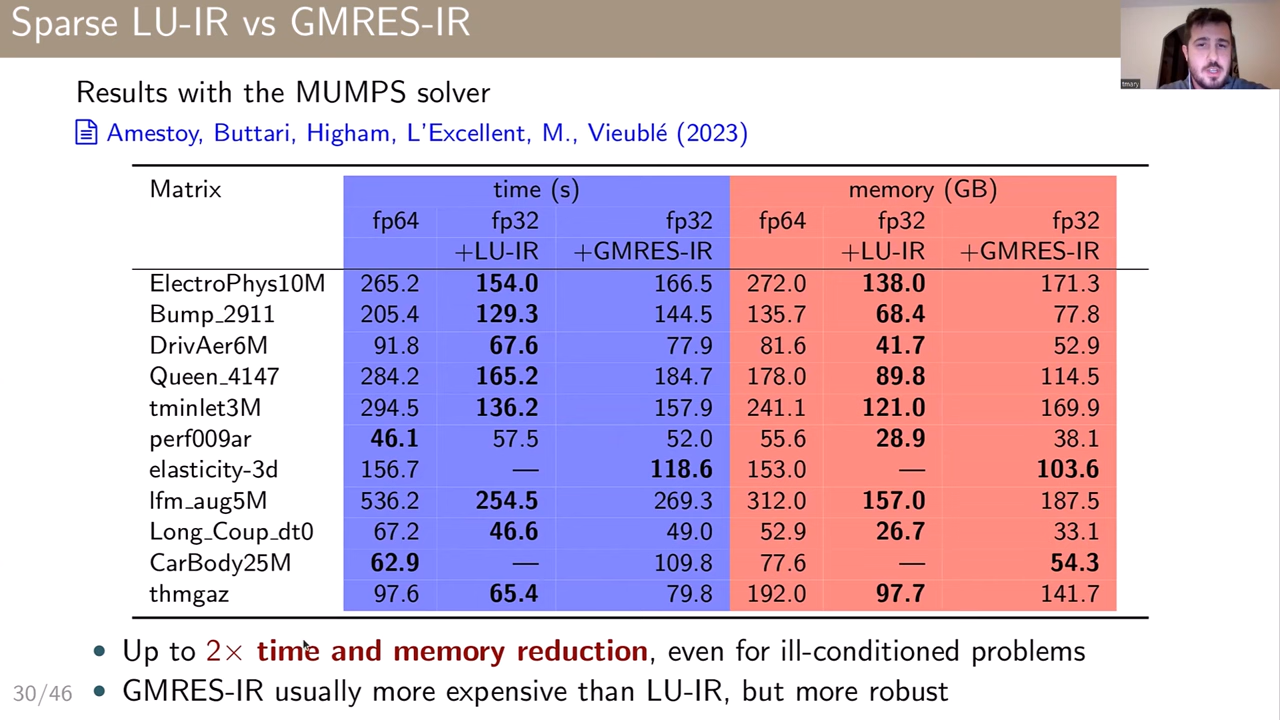 Sparse LU-IR vs GMRES-IR
tmary
Results with the MUMPS solver
Amestoy, Buttari, Higham, L'Excellent, M., Vieublé (2023)
Matrix time (s) memory (GB)
fp64 fp32 fp32 fp64 fp32 fp32
+LU-IR +GMRES-IR +LU-IR +GMRES-IR
ElectroPhys10M 265.2 154.0 166.5 272.0 138.0 171.3
Bump_2911 205.4 129.3 144.5 135.7 68.4 77.8
DrivAer6M 91.8 67.6 77.9 81.6 41.7 52.9
Queen_4147 284.2 165.2 184.7 178.0 89.8 114.5
tminlet3M 294.5 136.2 157.9 241.1 121.0 169.9
perf009ar 46.1 57.5 52.0 55.6 28.9 38.1
elasticity-3d 156.7 — 118.6 153.0 — 103.6
lfm_aug5M 536.2 254.5 269.3 312.0 157.0 187.5
Long_Coup_dt0 67.2 46.6 49.0 52.9 26.7 33.1
CarBody25M 62.9 — 109.8 77.6 — 54.3
thmgaz 97.6 65.4 79.8 192.0 97.7 141.7
• Up to 2× time and memory reduction, even for ill-conditioned problems
• GMRES-IR usually more expensive than LU-IR, but more robust
30/46